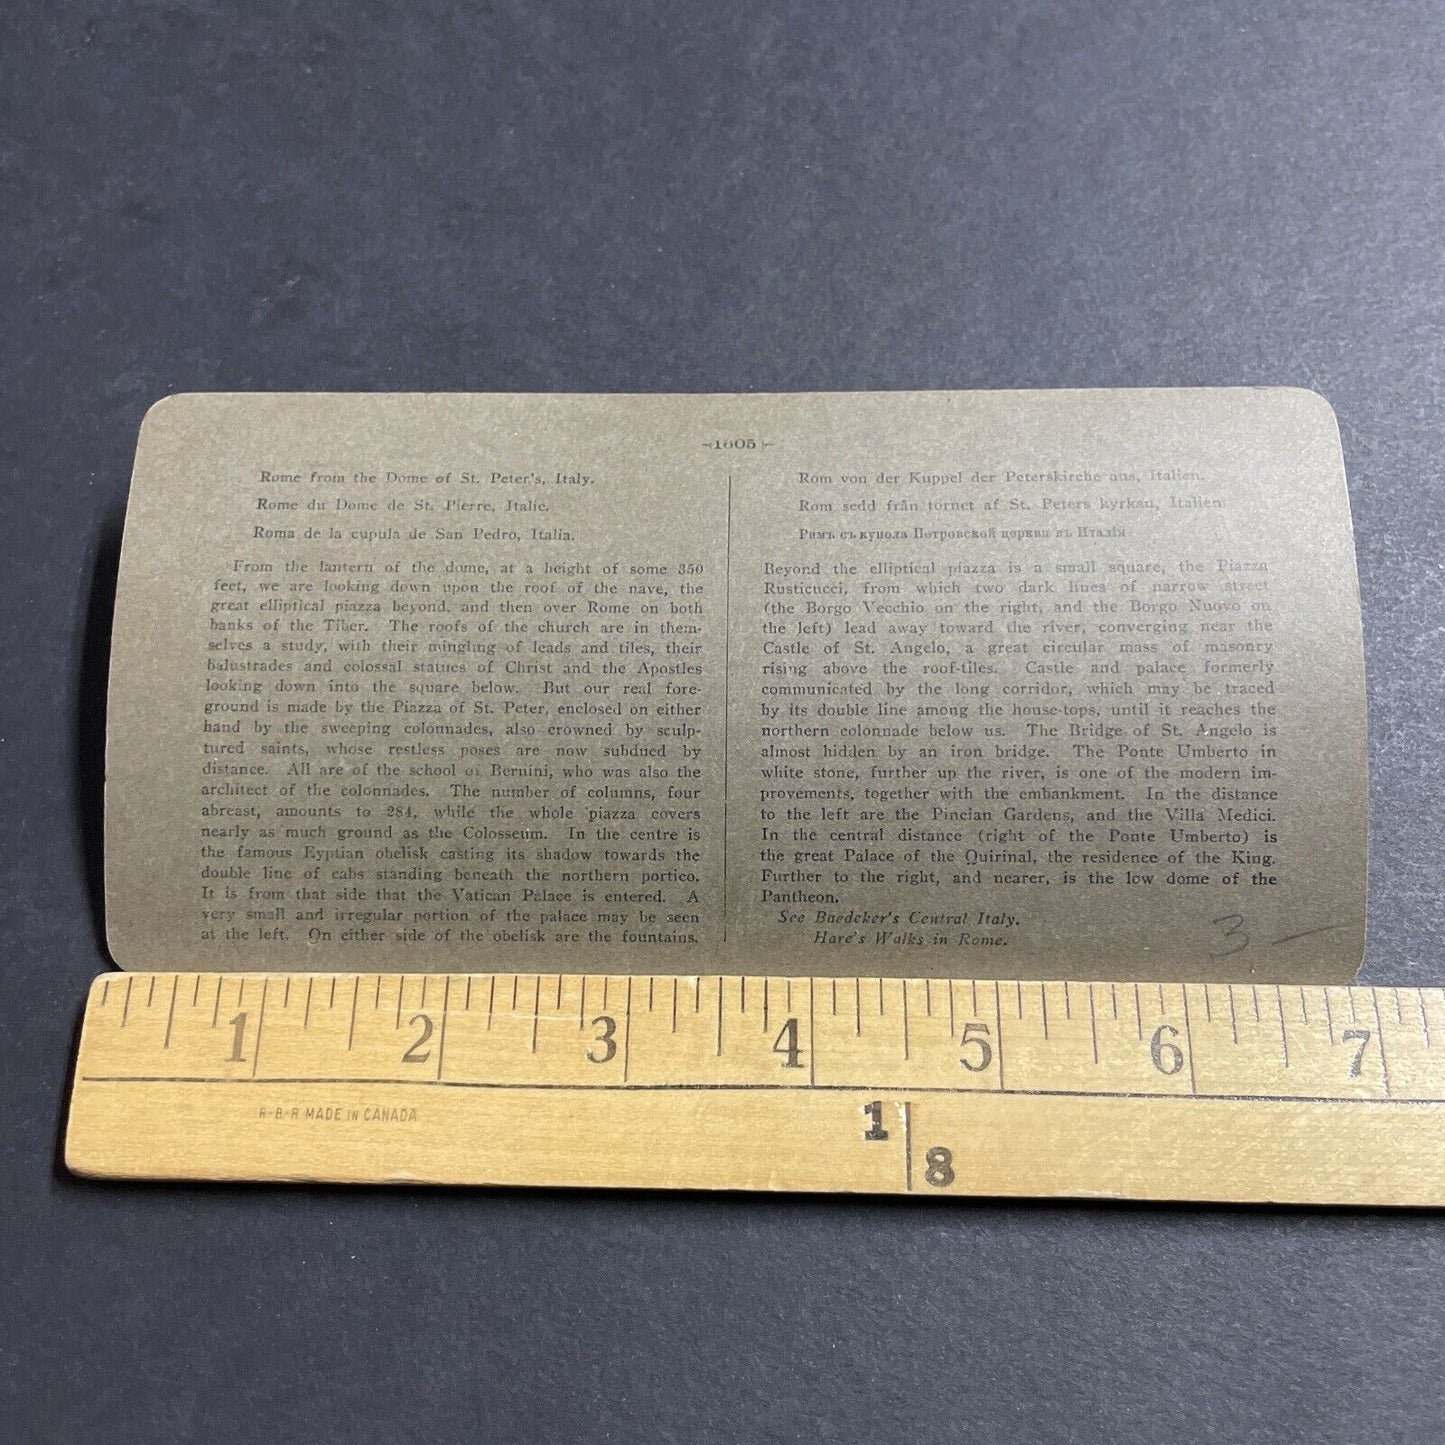 1605
Rome from the Dome of St. Peter's, Italy.
Rome du Dome de St. Pierre, Italie.
Roma de la cupula de San Pedro, Italia.
From the lantern of the dome, at a height of some 350
feet, we are looking down upon the roof of the nave, the
great elliptical piazza beyond, and then over Rome on both
banks of the Tiber. The roofs of the church are in them-
selves a study, with their mingling of leads and tiles, their
balustrades and colossal statues of Christ and the Apostles
looking down into the square below. But our real fore-
ground is made by the Piazza of St. Peter, enclosed on either
hand by the sweeping colonnades, also crowned by sculp-
tured saints, whose restless poses are now subdued by
distance. All are of the school of Bernini, who was also the
architect of the colonnades. The number of columns, four
abreast, amounts to 284, while the whole piazza covers
nearly as much ground as the Colosseum. In the centre is
the famous Eyptian obelisk casting its shadow towards the
double line of cabs standing beneath the northern portico.
It is from that side that the Vatican Palace is entered. A
very small and irregular portion of the palace may be seen
at the left. On either side of the obelisk are the fountains.
Rom von der Kuppel der Peterskirche aus, Italien.
Rom sedd från tornet af St. Peters kyrkau, Italien.
Римъ съ купола Петровской церкви въ Италіи
Beyond the elliptical piazza is a small square, the Piazza
Rusticucci, from which two dark lines of narrow street
(the Borgo Vecchio on the right, and the Borgo Nuovo on
the left) lead away toward the river, converging near the
Castle of St. Angelo, a great circular mass of masonry
rising above the roof-tiles. Castle and palace formerly
communicated by the long corridor, which may be traced
by its double line among the house-tops, until it reaches the
northern colonnade below us. The Bridge of St. Angelo is
almost hidden by an iron bridge. The Ponte Umberto in
white stone, further up the river, is one of the modern im-
provements, together with the embankment. In the distance
to the left are the Pincian Gardens, and the Villa Medici.
In the central distance (right of the Ponte Umberto) is
the great Palace of the Quirinal, the residence of the King.
Further to the right, and nearer, is the low dome of the
Pantheon.
See Baedeker's Central Italy.
Hare's Walks in Rome.
3 —
1 2 3 4 5 6 7
R-B-R MADE IN CANADA
1
8